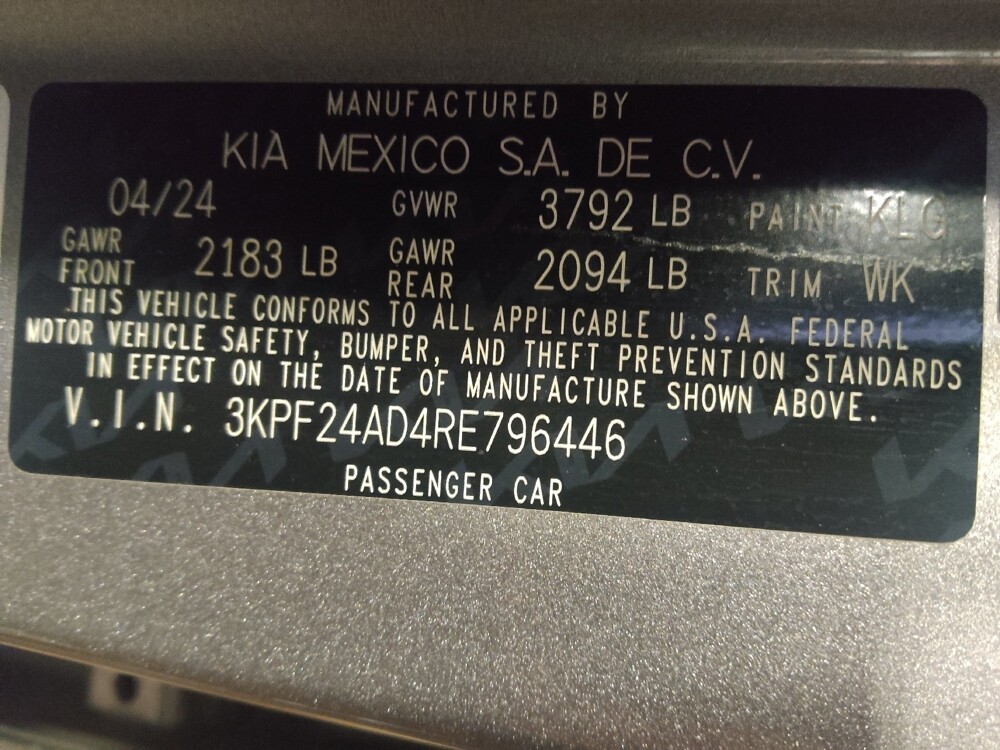 MANUFACTURED BY
KIA MEXICO S.A. DE C.V.
04/24 GVWR 3792 LB PAINT KLG
GAWR FRONT 2183 LB GAWR REAR 2094 LB TRIM WK
THIS VEHICLE CONFORMS TO ALL APPLICABLE U.S.A. FEDERAL
MOTOR VEHICLE SAFETY, BUMPER, AND THEFT PREVENTION STANDARDS
IN EFFECT ON THE DATE OF MANUFACTURE SHOWN ABOVE.
V.I.N. 3KPF24AD4RE796446
PASSENGER CAR